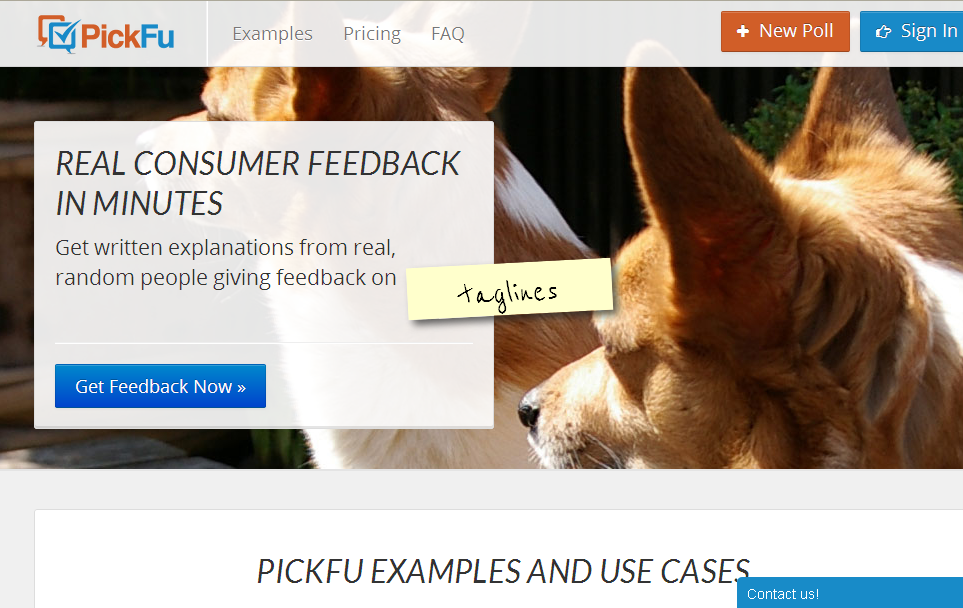 PickFu
Examples
Pricing
FAQ
New Poll
Sign In
REAL CONSUMER FEEDBACK
IN MINUTES
Get written explanations from real,
random people giving feedback on
taglines
Get Feedback Now »
PICKFU EXAMPLES AND USE CASES
Contact us!